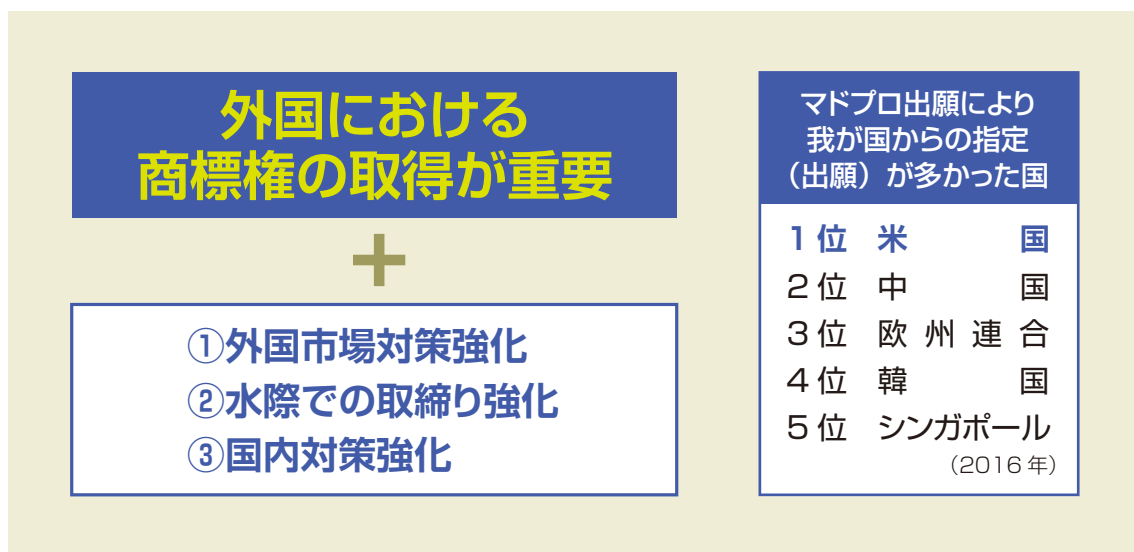 外国における
商標権の取得が重要
＋
①外国市場対策強化
②水際での取締り強化
③国内対策強化
マドプロ出願により
我が国からの指定
（出願）が多かった国
1位 米国
2位 中国
3位 欧州連合
4位 韓国
5位 シンガポール
（2016年）